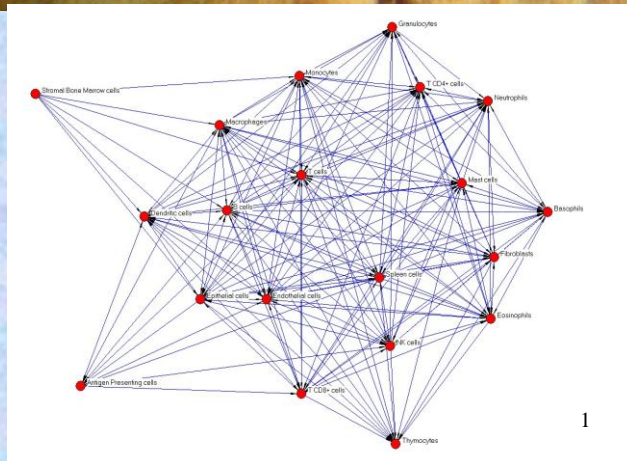 Granulocytes
Monocytes
T CD4+ cells
Stromal Bone Marrow cells
Neutrophils
Macrophages
T cells
Mast cells
B cells
Dendritic cells
Basophils
Fibroblasts
Spleen cells
Epithelial cells
Endothelial cells
Eosinophils
NK cells
Antigen Presenting cells
T CD8+ cells
Thymocytes
1